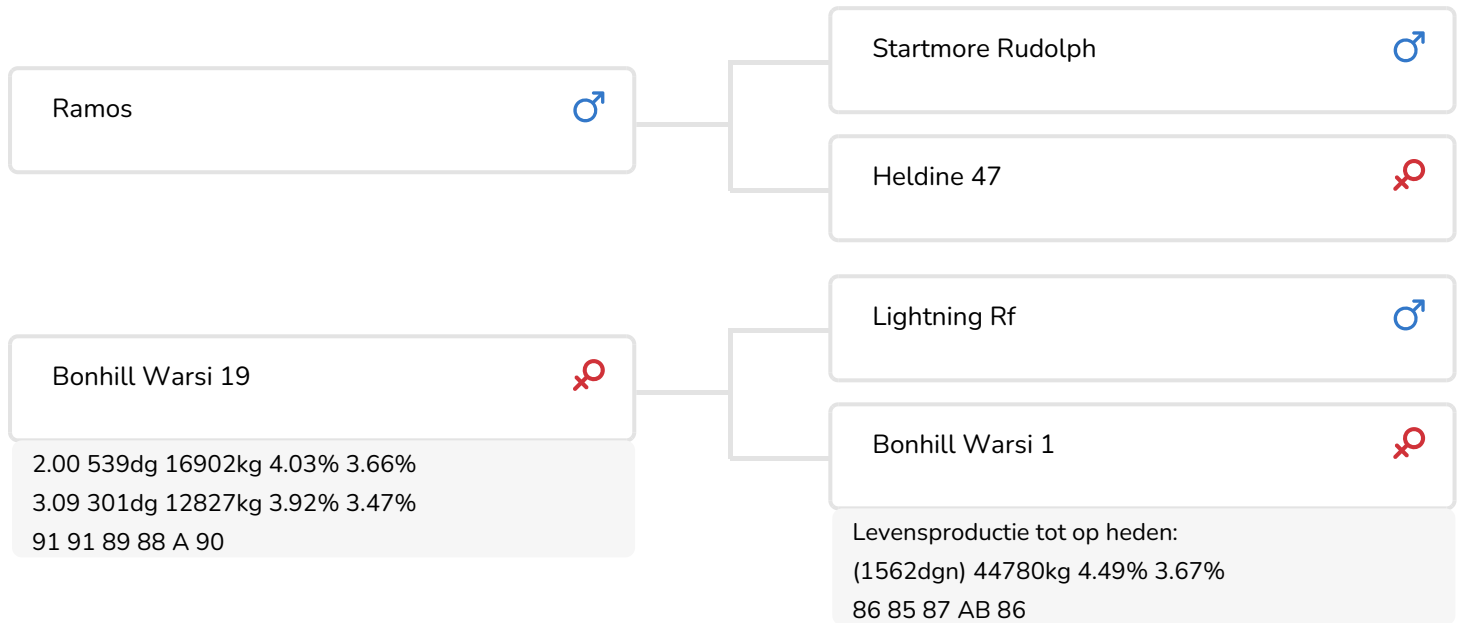 Ramos
Startmore Rudolph
Heldine 47
Bonhill Warsi 19
2.00 539dg 16902kg 4.03% 3.66%
3.09 301dg 12827kg 3.92% 3.47%
91 91 89 88 A 90
Lightning Rf
Bonhill Warsi 1
Levensproductie tot op heden:
(1562dgn) 44780kg 4.49% 3.67%
86 85 87 AB 86